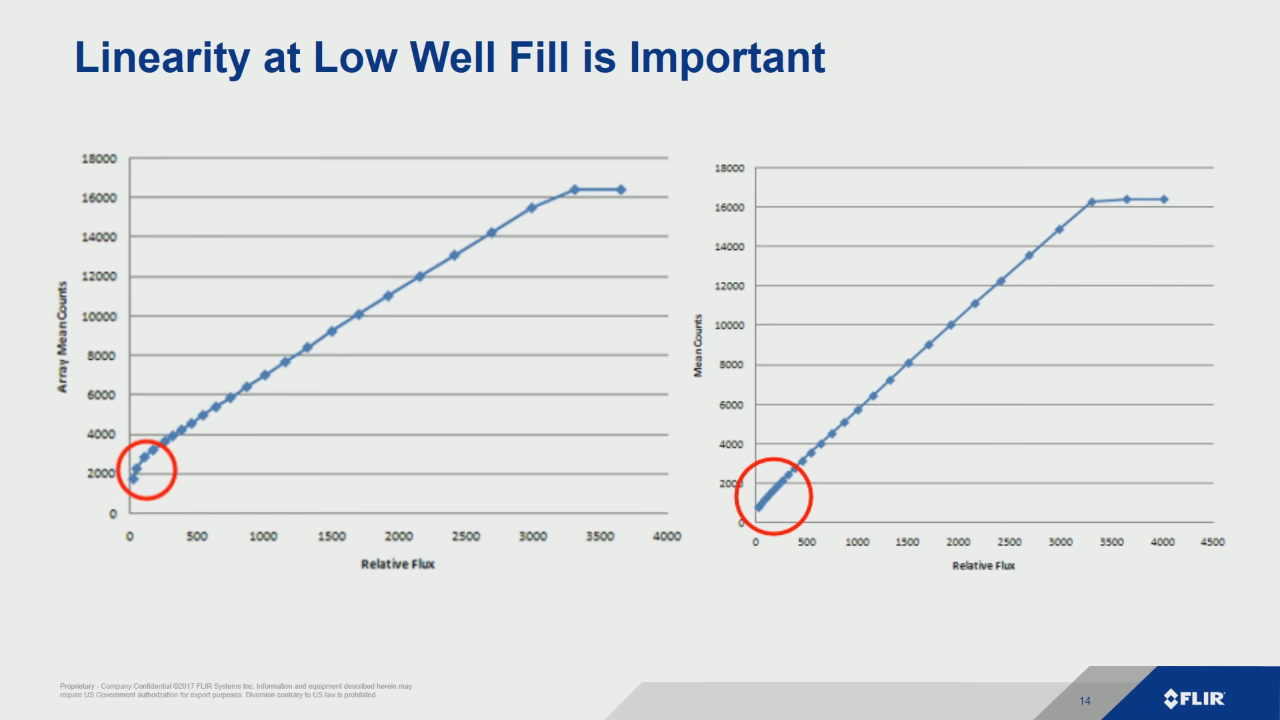 Linearity at Low Well Fill is Important
18000
16000
14000
12000
10000
8000
6000
4000
2000
0
Array Mean Counts
0 500 1000 1500 2000 2500 3000 3500 4000
Relative Flux
18000
16000
14000
12000
10000
8000
6000
4000
2000
0
Mean Counts
0 500 1000 1500 2000 2500 3000 3500 4000 4500
Relative Flux
Proprietary - Company Confidential ©2017 FLIR Systems Inc. Information and equipment described herein may
require US Government authorization for export purposes. Diversion contrary to US law is prohibited.
14
FLIR